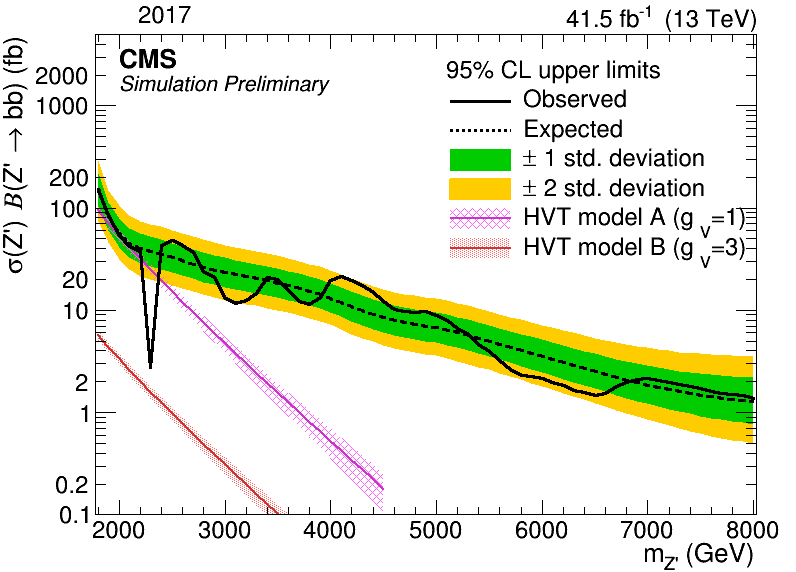 2017
41.5 fb⁻¹ (13 TeV)
CMS
Simulation Preliminary
95% CL upper limits
Observed
Expected
± 1 std. deviation
± 2 std. deviation
HVT model A (g_v=1)
HVT model B (g_v=3)
σ(Z') B(Z' → bb) (fb)
2000
1000
200
100
20
10
2
1
0.2
0.1
2000 3000 4000 5000 6000 7000 8000
m_Z' (GeV)